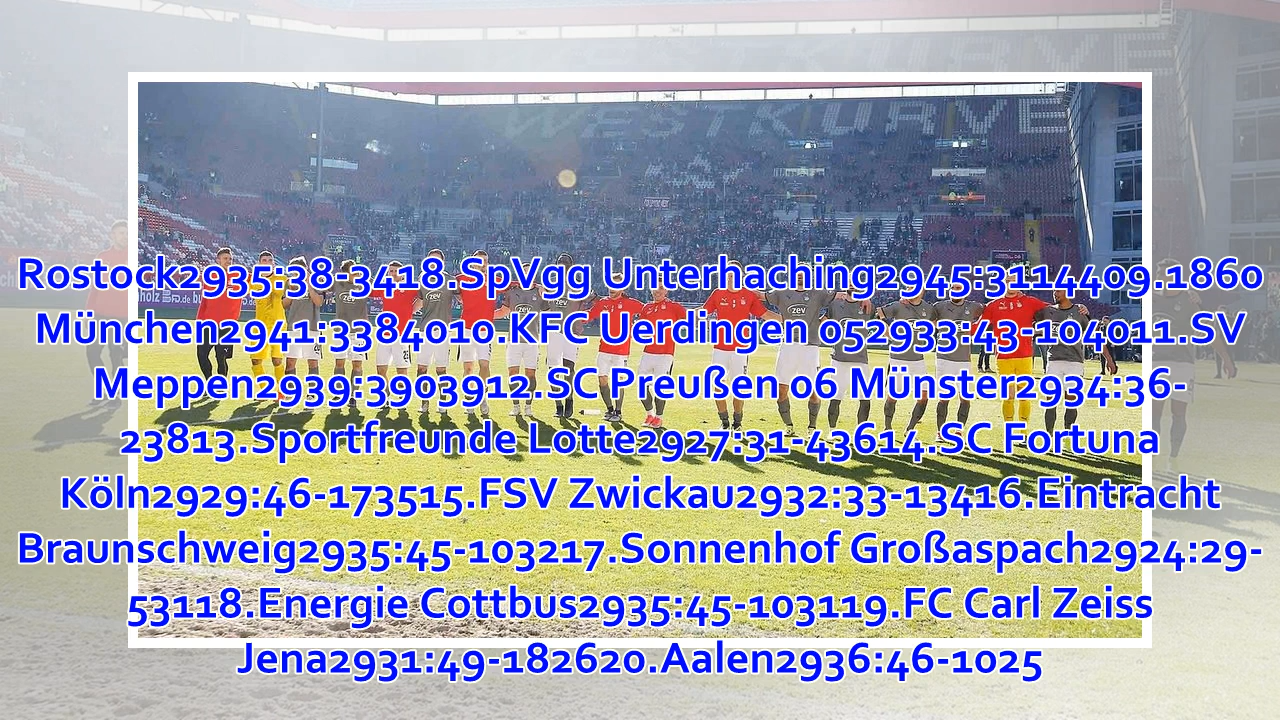 WESTKURVE
Rostock2935:38-3418.SpVgg Unterhaching2945:3114409.1860
München2941:3384010.KFC Uerdingen 052933:43-104011.SV
Meppen2939:3903912.SC Preußen 06 Münster2934:36-
23813.Sportfreunde Lotte2927:31-43614.SC Fortuna
Köln2929:46-173515.FSV Zwickau2932:33-13416.Eintracht
Braunschweig2935:45-103217.Sonnenhof Großaspach2924:29-
53118.Energie Cottbus2935:45-103119.FC Carl Zeiss
Jena2931:49-182620.Aalen2936:46-1025